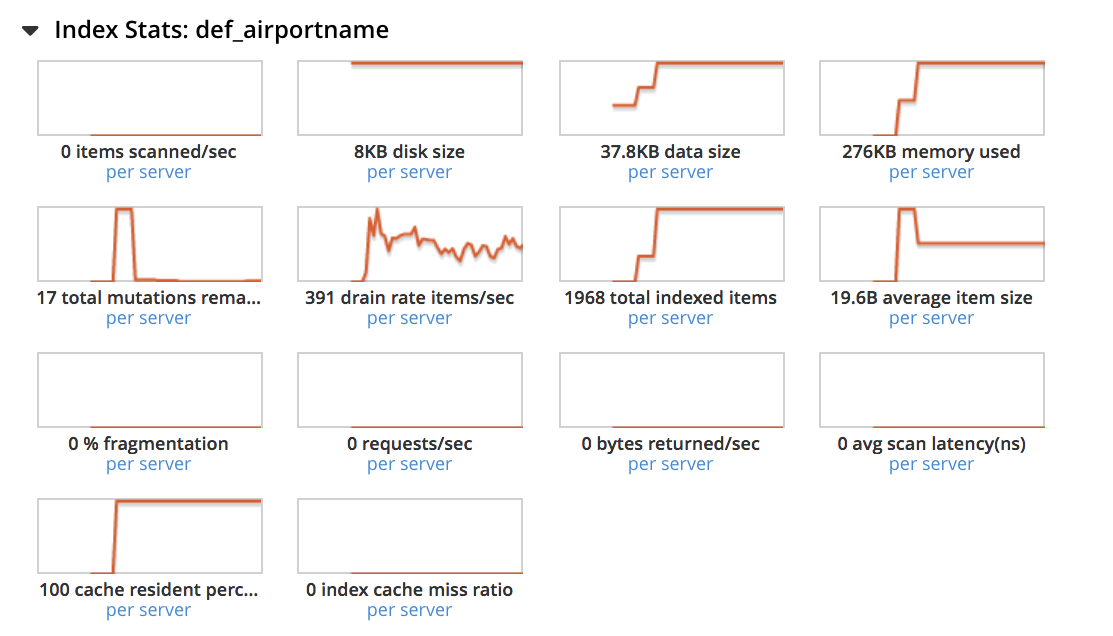 Index Stats: def_airportname
0 items scanned/sec
per server
8KB disk size
per server
37.8KB data size
per server
276KB memory used
per server
17 total mutations rema...
per server
391 drain rate items/sec
per server
1968 total indexed items
per server
19.6B average item size
per server
0 % fragmentation
per server
0 requests/sec
per server
0 bytes returned/sec
per server
0 avg scan latency(ns)
per server
100 cache resident perc...
per server
0 index cache miss ratio
per server